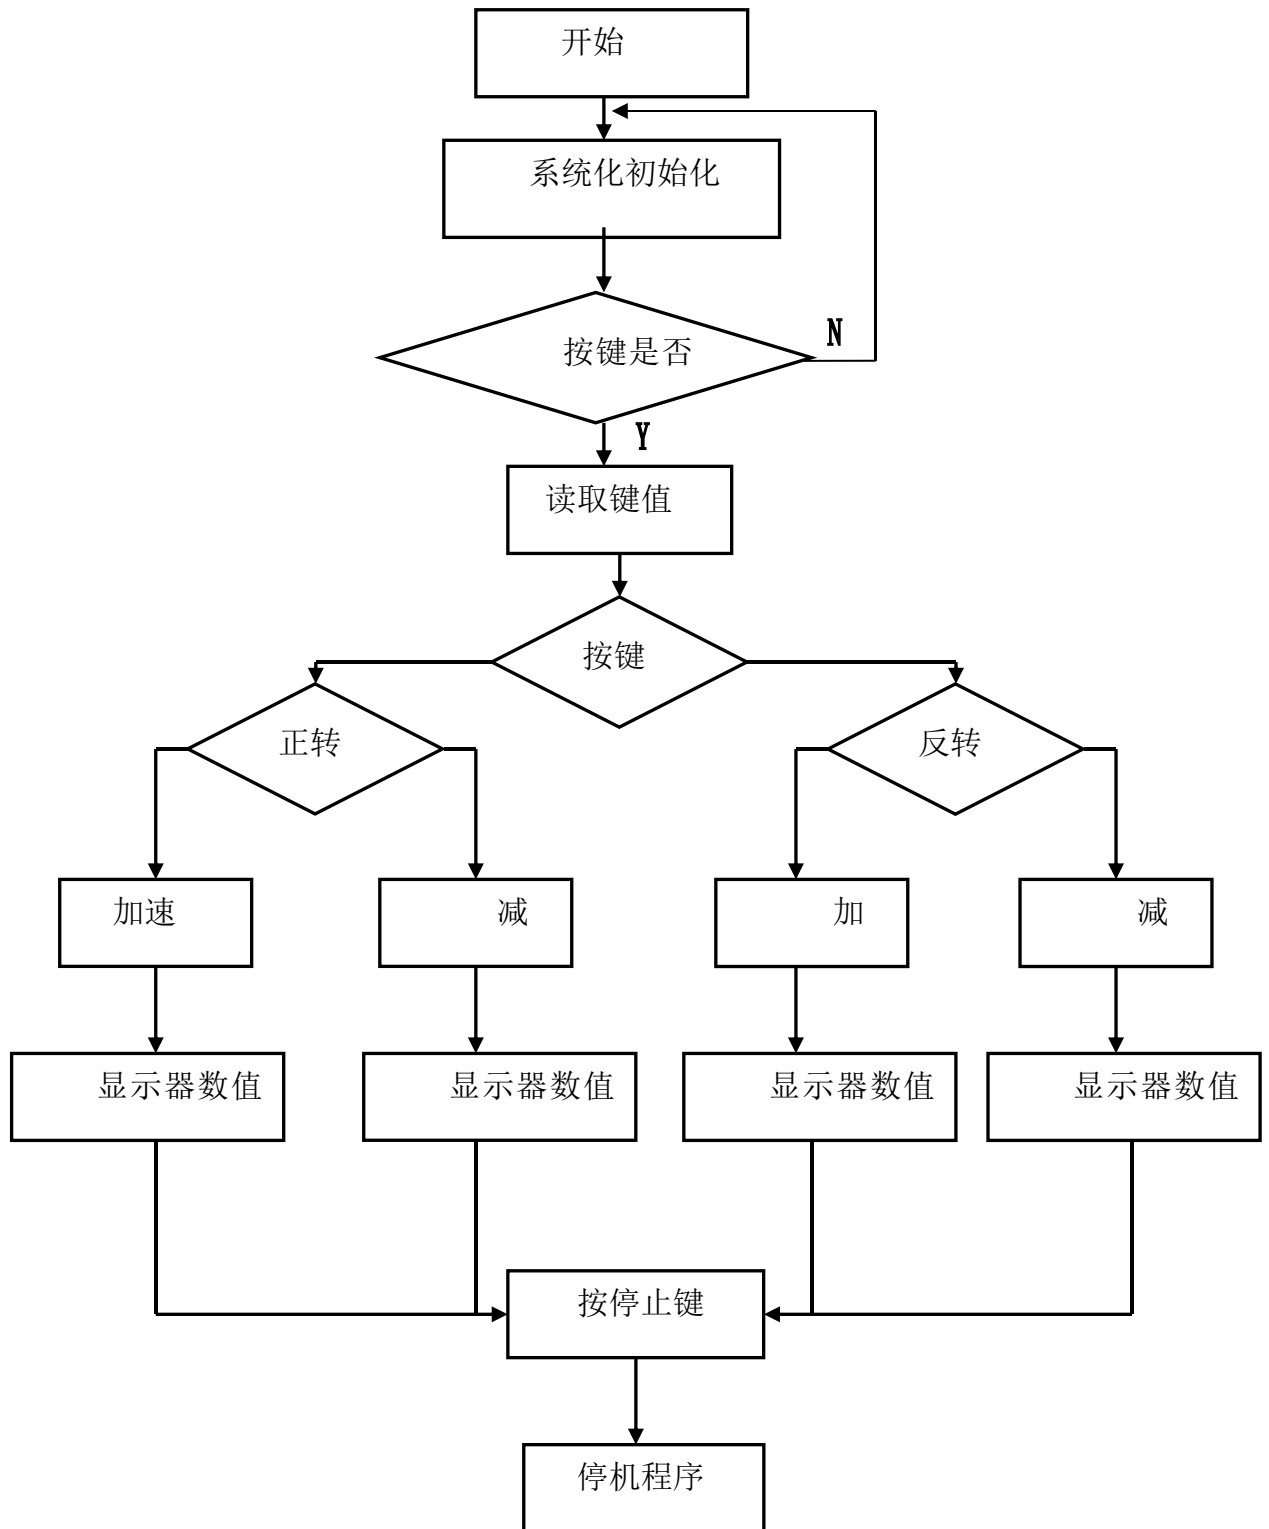 开始
系统化初始化
按键是否
N
Y
读取键值
按键
正转
反转
加速
减
加
减
显示器数值
显示器数值
显示器数值
显示器数值
按停止键
停机程序